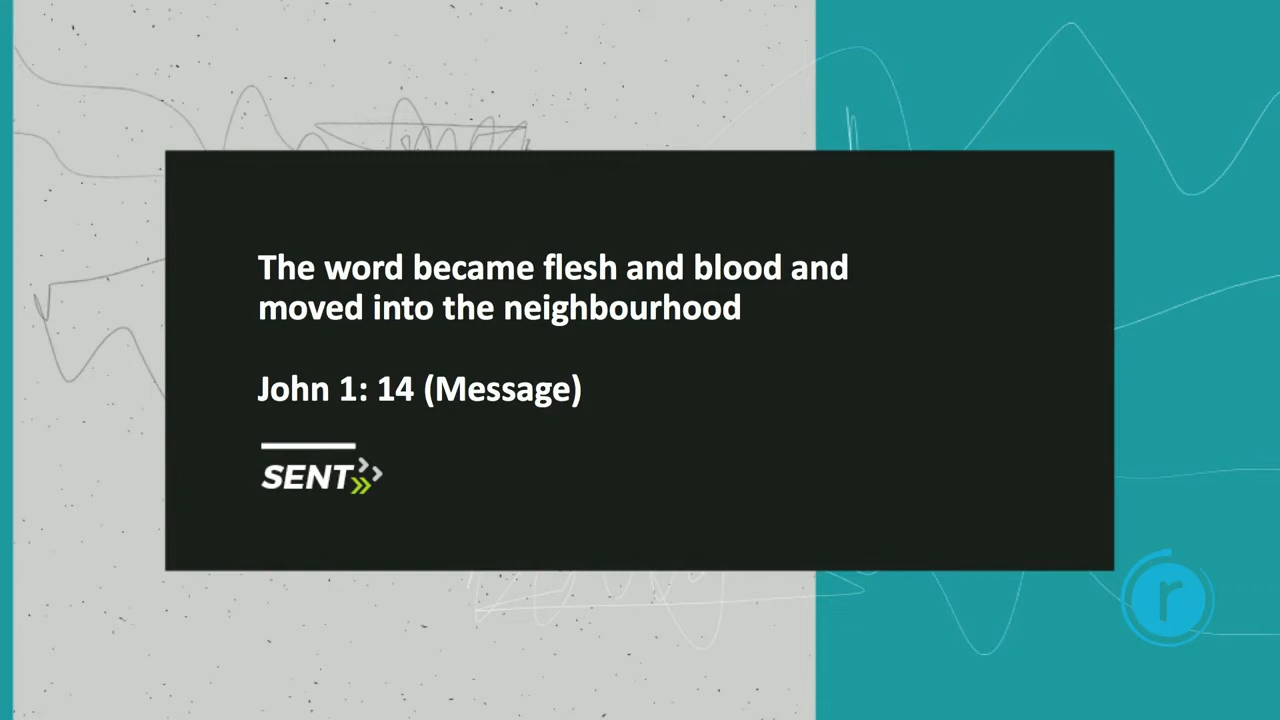 The word became flesh and blood and
moved into the neighbourhood
John 1: 14 (Message)
SENT
r